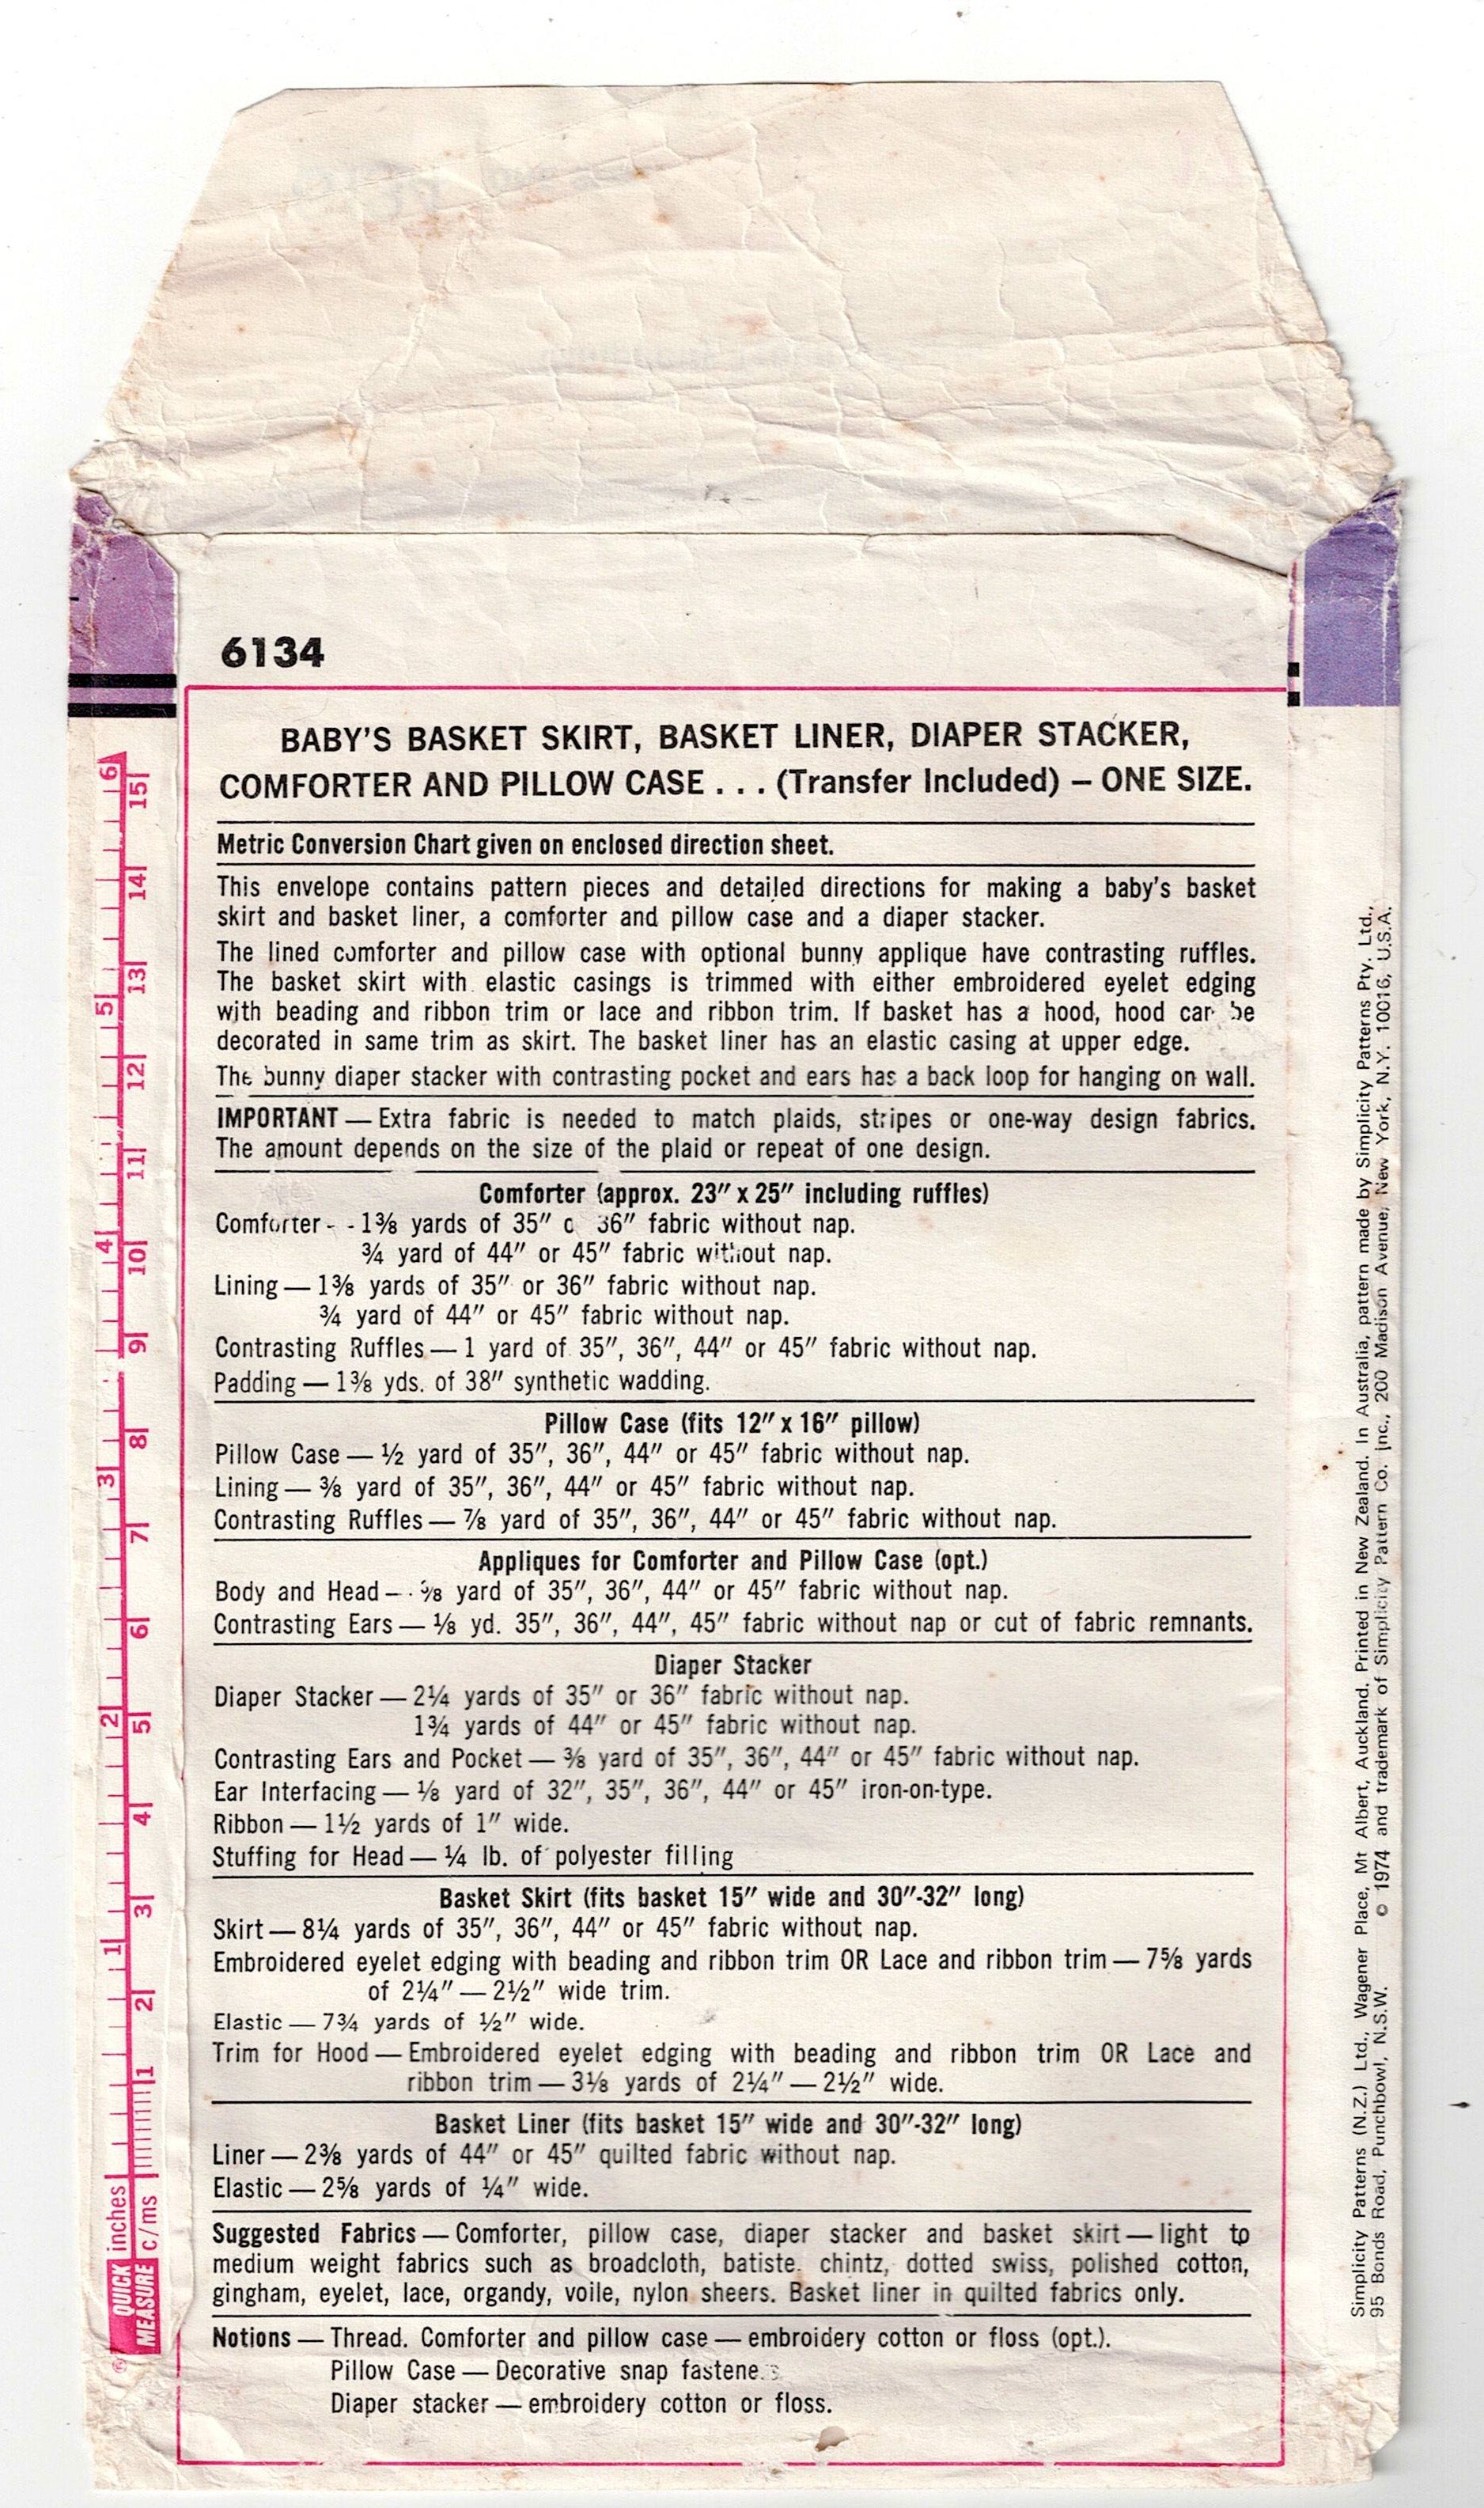 6134
BABY'S BASKET SKIRT, BASKET LINER, DIAPER STACKER,
COMFORTER AND PILLOW CASE . . . (Transfer Included) – ONE SIZE.
Metric Conversion Chart given on enclosed direction sheet.
This envelope contains pattern pieces and detailed directions for making a baby's basket
skirt and basket liner, a comforter and pillow case and a diaper stacker.
The lined comforter and pillow case with optional bunny applique have contrasting ruffles.
The basket skirt with elastic casings is trimmed with either embroidered eyelet edging
with beading and ribbon trim or lace and ribbon trim. If basket has a hood, hood can be
decorated in same trim as skirt. The basket liner has an elastic casing at upper edge.
The bunny diaper stacker with contrasting pocket and ears has a back loop for hanging on wall.
IMPORTANT — Extra fabric is needed to match plaids, stripes or one-way design fabrics.
The amount depends on the size of the plaid or repeat of one design.
Comforter (approx. 23″ x 25″ including ruffles)
Comforter - - 1⅜ yards of 35″ 36″ fabric without nap.
¾ yard of 44″ or 45″ fabric without nap.
Lining — 1⅜ yards of 35″ or 36″ fabric without nap.
¾ yard of 44″ or 45″ fabric without nap.
Contrasting Ruffles — 1 yard of 35″, 36″, 44″ or 45″ fabric without nap.
Padding — 1⅜ yds. of 38″ synthetic wadding.
Pillow Case (fits 12″ x 16″ pillow)
Pillow Case — ½ yard of 35″, 36″, 44″ or 45″ fabric without nap.
Lining — ⅜ yard of 35″, 36″, 44″ or 45″ fabric without nap.
Contrasting Ruffles — ⅞ yard of 35″, 36″, 44″ or 45″ fabric without nap.
Appliques for Comforter and Pillow Case (opt.)
Body and Head — yard of 35″, 36″, 44″ or 45″ fabric without nap.
Contrasting Ears — ⅛ yd. 35″, 36″, 44″, 45″ fabric without nap or cut of fabric remnants.
Diaper Stacker
Diaper Stacker — 2¼ yards of 35″ or 36″ fabric without nap.
1¾ yards of 44″ or 45″ fabric without nap.
Contrasting Ears and Pocket — ⅜ yard of 35″, 36″, 44″ or 45″ fabric without nap.
Ear Interfacing — ⅛ yard of 32″, 35″, 36″, 44″ or 45″ iron-on-type.
Ribbon — 1½ yards of 1″ wide.
Stuffing for Head — ¼ lb. of polyester filling
Basket Skirt (fits basket 15″ wide and 30″-32″ long)
Skirt — 8¼ yards of 35″, 36″, 44″ or 45″ fabric without nap.
Embroidered eyelet edging with beading and ribbon trim OR Lace and ribbon trim — 7⅝ yards
of 2¼″ — 2½″ wide trim.
Elastic — 7¾ yards of ½″ wide.
Trim for Hood — Embroidered eyelet edging with beading and ribbon trim OR Lace and
ribbon trim — 3⅛ yards of 2¼″ — 2½″ wide.
Basket Liner (fits basket 15″ wide and 30″-32″ long)
Liner — 2⅜ yards of 44″ or 45″ quilted fabric without nap.
Elastic — 2⅝ yards of ¼″ wide.
Suggested Fabrics — Comforter, pillow case, diaper stacker and basket skirt — light to
medium weight fabrics such as broadcloth, batiste, chintz, dotted swiss, polished cotton,
gingham, eyelet, lace, organdy, voile, nylon sheers. Basket liner in quilted fabrics only.
Notions — Thread. Comforter and pillow case — embroidery cotton or floss (opt.).
Pillow Case — Decorative snap fastene
Diaper stacker — embroidery cotton or floss.
QUICK MEASURE ®
inches 1 2 3 4 5 6
c/ms 1 2 3 4 5 6 7 8 9 10 11 12 13 14 15
Simplicity Patterns (N.Z.) Ltd., Wagener Place, Mt Albert, Auckland. Printed in New Zealand. In Australia, pattern made by Simplicity Patterns Pty. Ltd.,
95 Bonds Road, Punchbowl, N.S.W. © 1974 and trademark of Simplicity Pattern Co. Inc., 200 Madison Avenue, New York, N.Y. 10016, U.S.A.